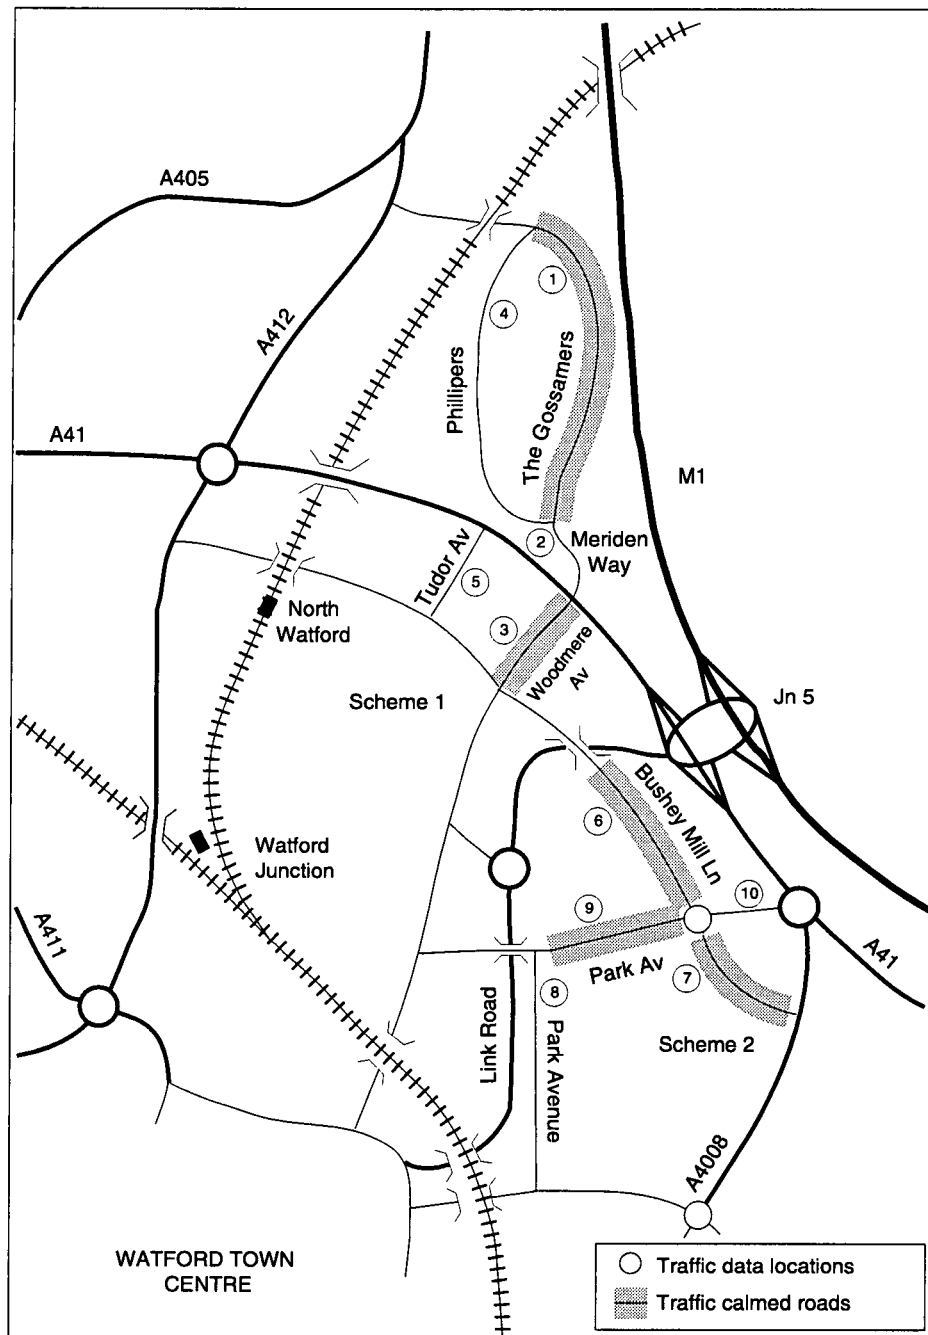 A405
1
4
A412
Phillipers
The Gossamers
A41
M1
2
Meriden
Way
Tudor Av
5
North
Watford
3
Woodmere
Av
Scheme 1
Jn 5
Bushey Mill Ln
6
Watford
Junction
10
9
A411
A41
Park Av
7
8
Link Road
Park Avenue
Scheme 2
A4008
WATFORD TOWN
CENTRE
Traffic data locations
Traffic calmed roads